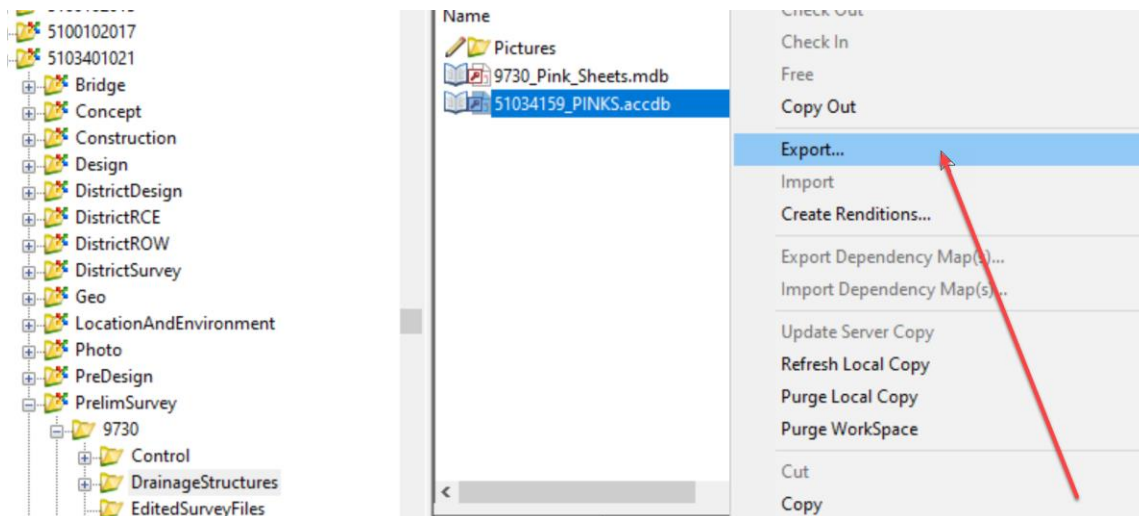 5100102017
5103401021
Bridge
Concept
Construction
Design
DistrictDesign
DistrictRCE
DistrictROW
DistrictSurvey
Geo
LocationAndEnvironment
Photo
PreDesign
PrelimSurvey
9730
Control
DrainageStructures
EditedSurveyFiles
Name
Pictures
9730_Pink_Sheets.mdb
51034159_PINKS.accdb
Check Out
Check In
Free
Copy Out
Export...
Import
Create Renditions...
Export Dependency Map(s)...
Import Dependency Map(s)...
Update Server Copy
Refresh Local Copy
Purge Local Copy
Purge WorkSpace
Cut
Copy